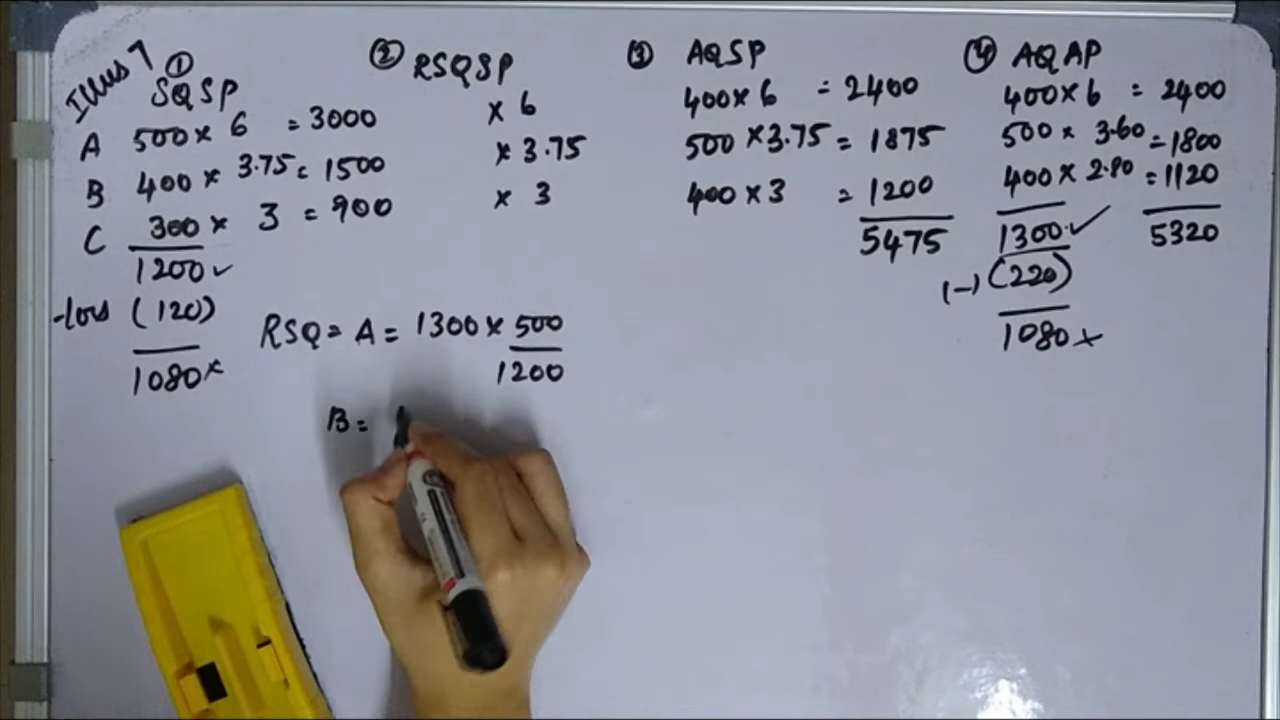 Illus 7
① SQSP
A 500 × 6 = 3000
B 400 × 3.75 = 1500
C 300 × 3 = 900
1200 ✓
-loss (120)
1080 ×
② RSQSP
× 6
× 3.75
× 3
RSQ = A = 1300 × 500
1200
B =
③ AQSP
400 × 6 = 2400
500 × 3.75 = 1875
400 × 3 = 1200
5475
④ AQAP
400 × 6 = 2400
500 × 3.60 = 1800
400 × 2.80 = 1120
1300 ✓ 5320
(-) (220)
1080 ×